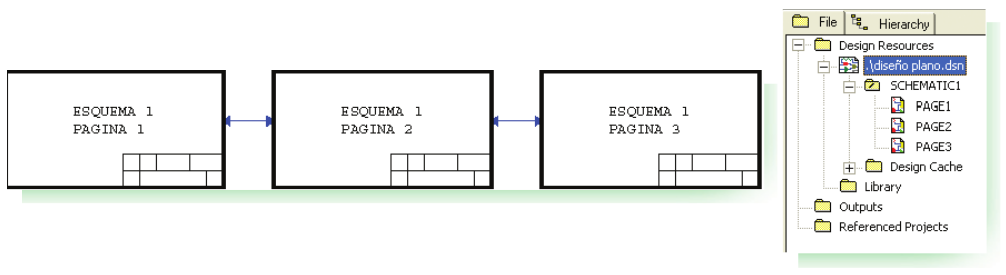 ESQUEMA 1
PAGINA 1
ESQUEMA 1
PAGINA 2
ESQUEMA 1
PAGINA 3
File
Hierarchy
Design Resources
.\diseño plano.dsn
SCHEMATIC1
PAGE1
PAGE2
PAGE3
Design Cache
Library
Outputs
Referenced Projects